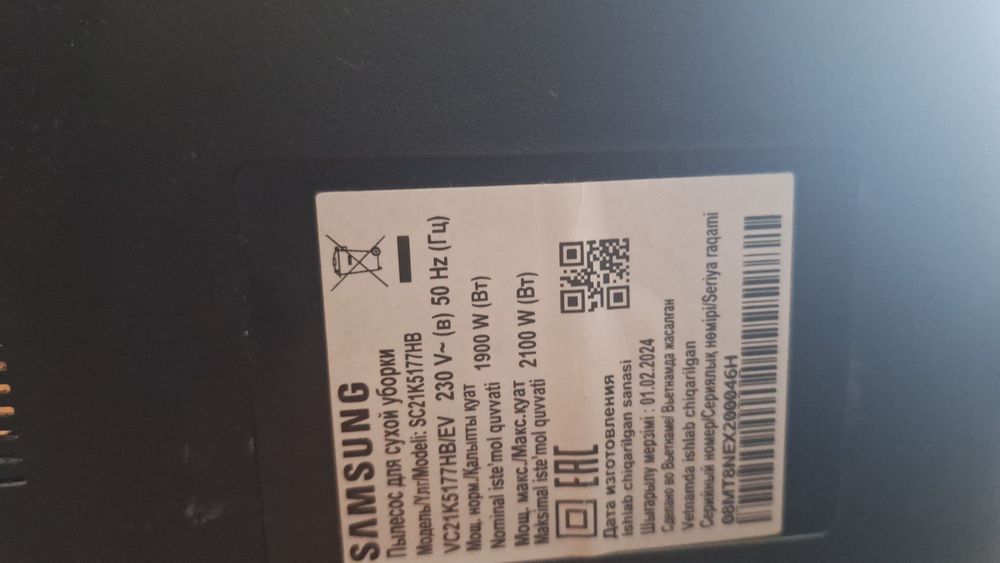 SAMSUNG
Пылесос для сухой уборки
Модель/Үлгі/Modeli: SC21K5177HB
VC21K5177HB/EV 230 V~ (в) 50 Hz (Гц)
Мощ. норм./Қалыпты қуат
Nominal iste'mol quvvati 1900 W (Вт)
Мощ. макс./Макс.қуат
Maksimal iste'mol quvvati 2100 W (Вт)
EAC
Дата изготовления
ishlab chiqarilgan sanasi
Шығарылу мерзімі : 01.02.2024
Сделано во Вьетнаме/ Вьетнамда жасалған
Vetnamda ishlab chiqarilgan
Серийный номер/Сериялық нөмірі/Seriya raqami
08MT8NEX200046H